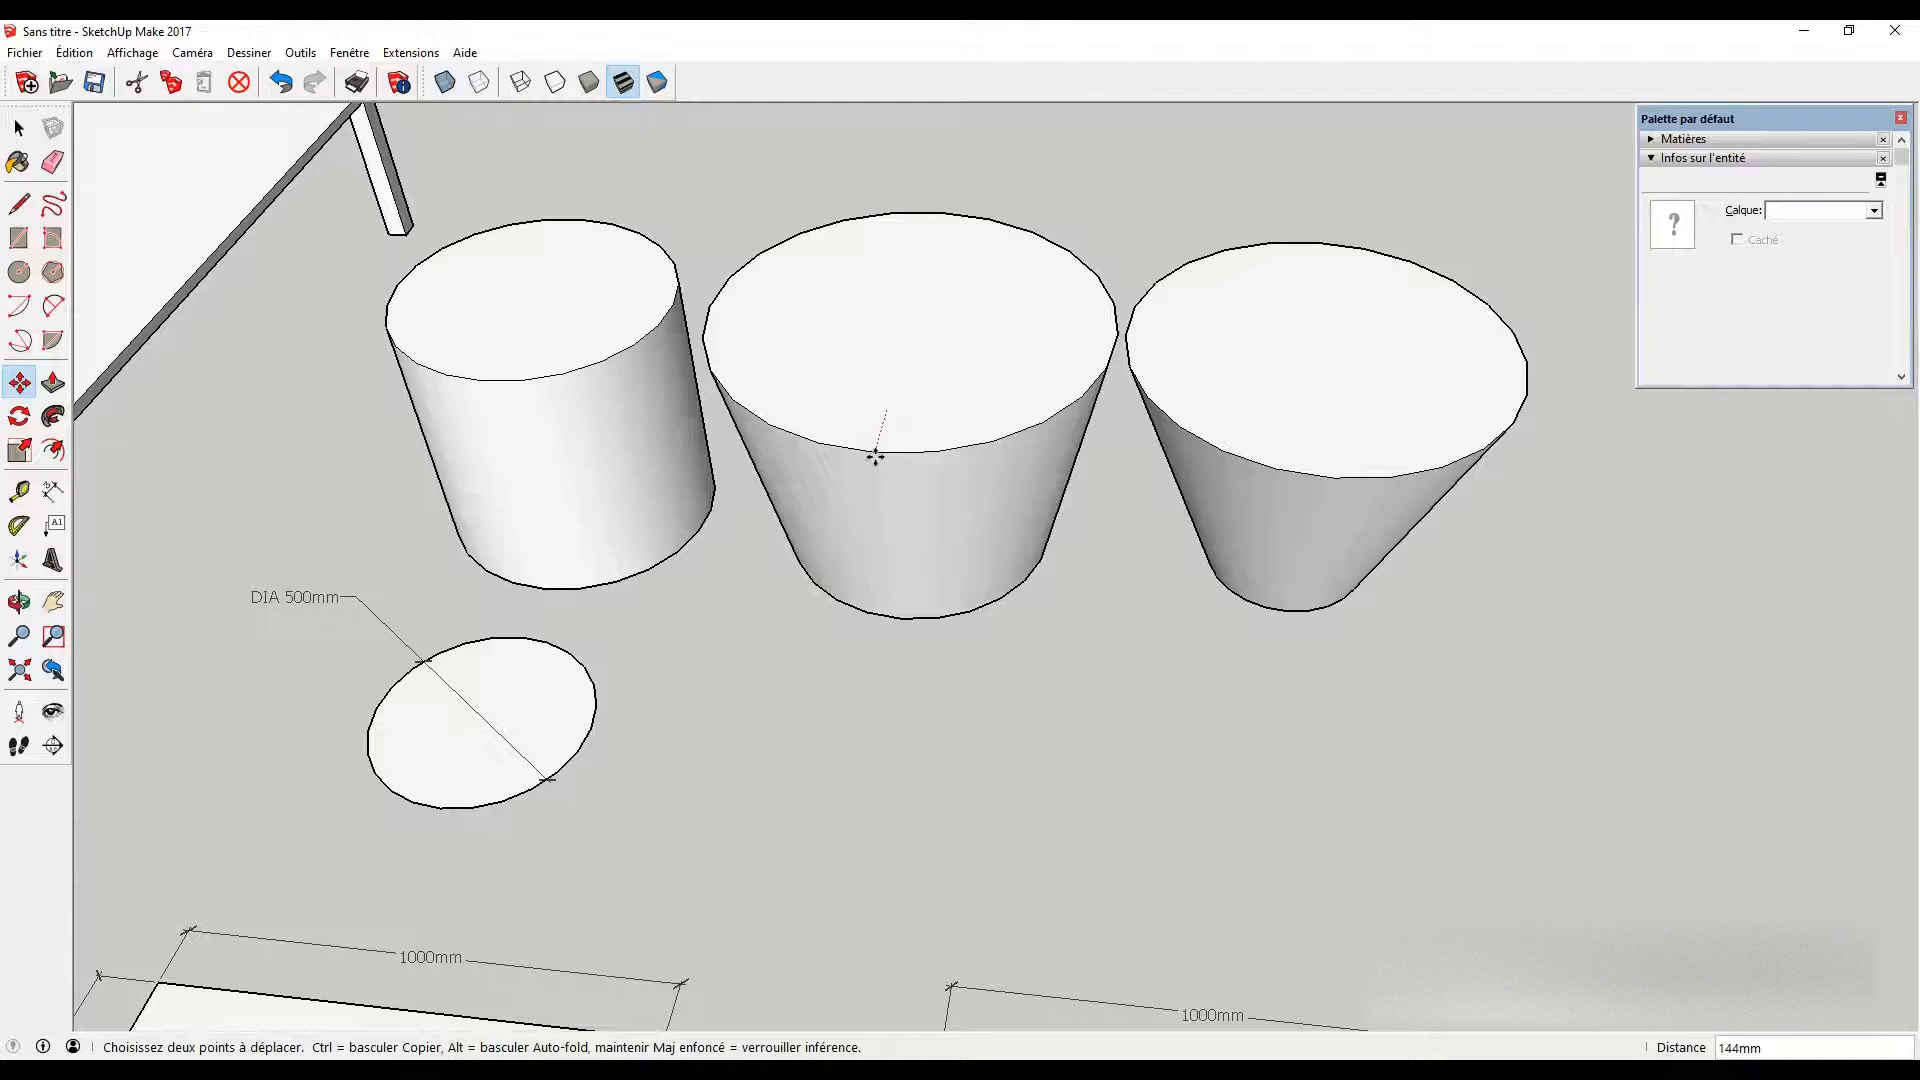 Sans titre - SketchUp Make 2017
Fichier Édition Affichage Caméra Dessiner Outils Fenêtre Extensions Aide
Palette par défaut
Matières
Infos sur l'entité
?
Calque:
Caché
A1
DIA 500mm
1000mm
1000mm
Choisissez deux points à déplacer. Ctrl = basculer Copier, Alt = basculer Auto-fold, maintenir Maj enfoncé = verrouiller inférence.
Distance 144mm